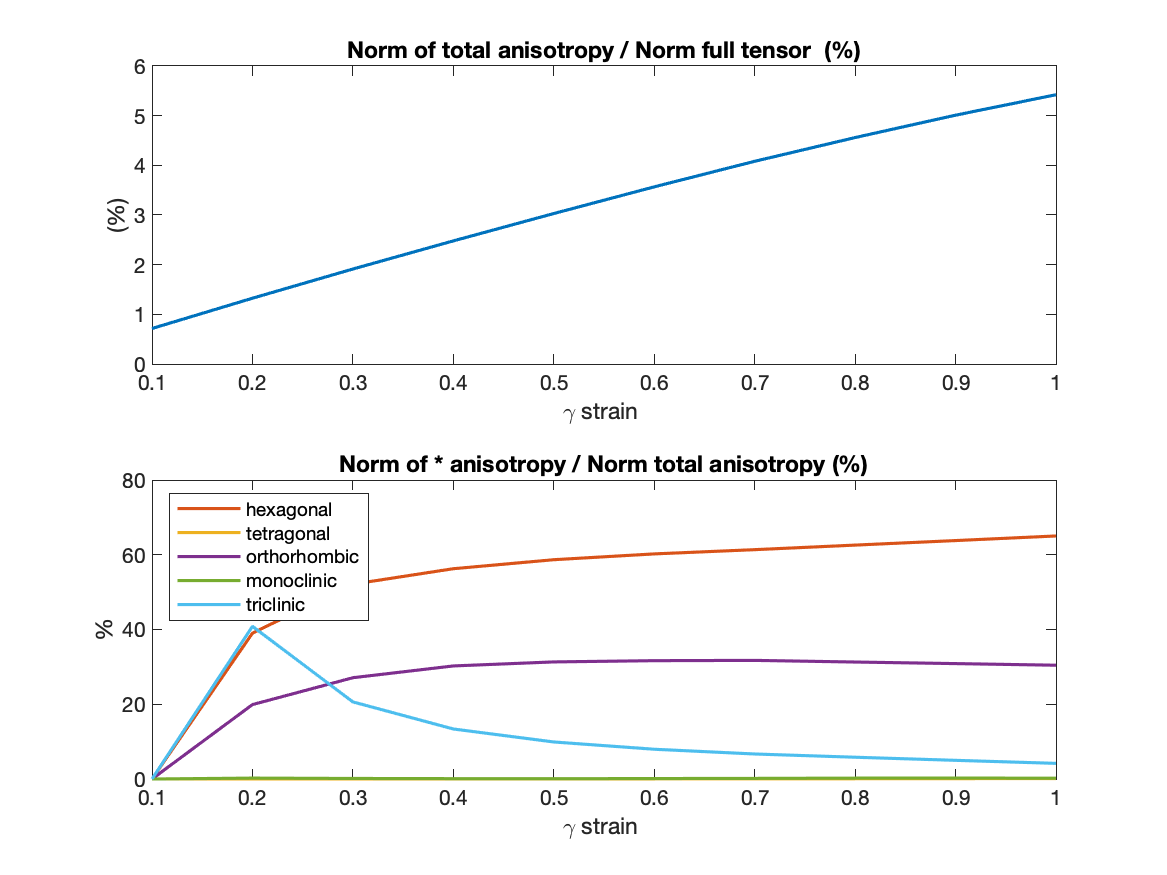 Norm of total anisotropy / Norm full tensor (%)
6
5
4
3
2
1
0
(%)
0.1 0.2 0.3 0.4 0.5 0.6 0.7 0.8 0.9 1
γ strain
Norm of * anisotropy / Norm total anisotropy (%)
80
60
40
20
0
%
hexagonal
tetragonal
orthorhombic
monoclinic
triclinic
0.1 0.2 0.3 0.4 0.5 0.6 0.7 0.8 0.9 1
γ strain